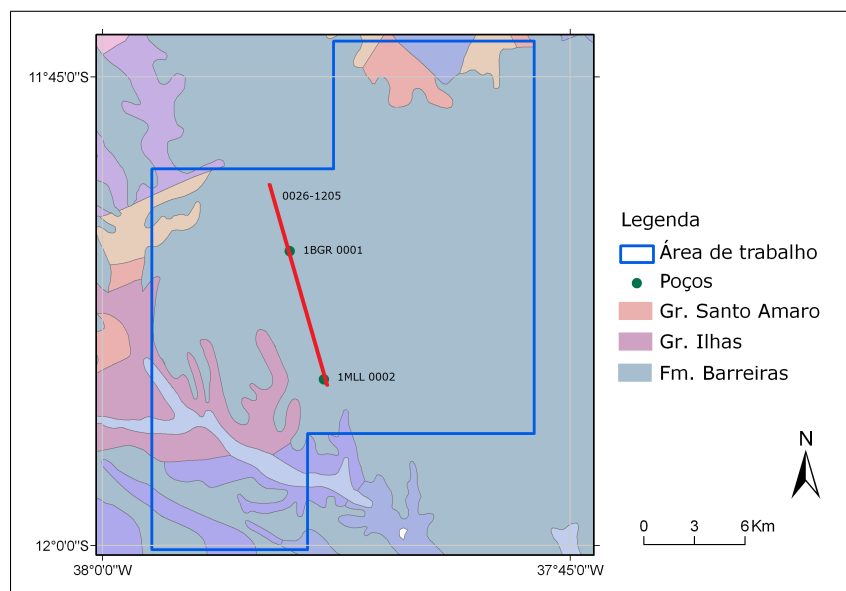 11°45'0"S
0026-1205
1BGR 0001
1MLL 0002
12°0'0"S
38°0'0"W
37°45'0"W
Legenda
Área de trabalho
Poços
Gr. Santo Amaro
Gr. Ilhas
Fm. Barreiras
N
0 3 6 Km